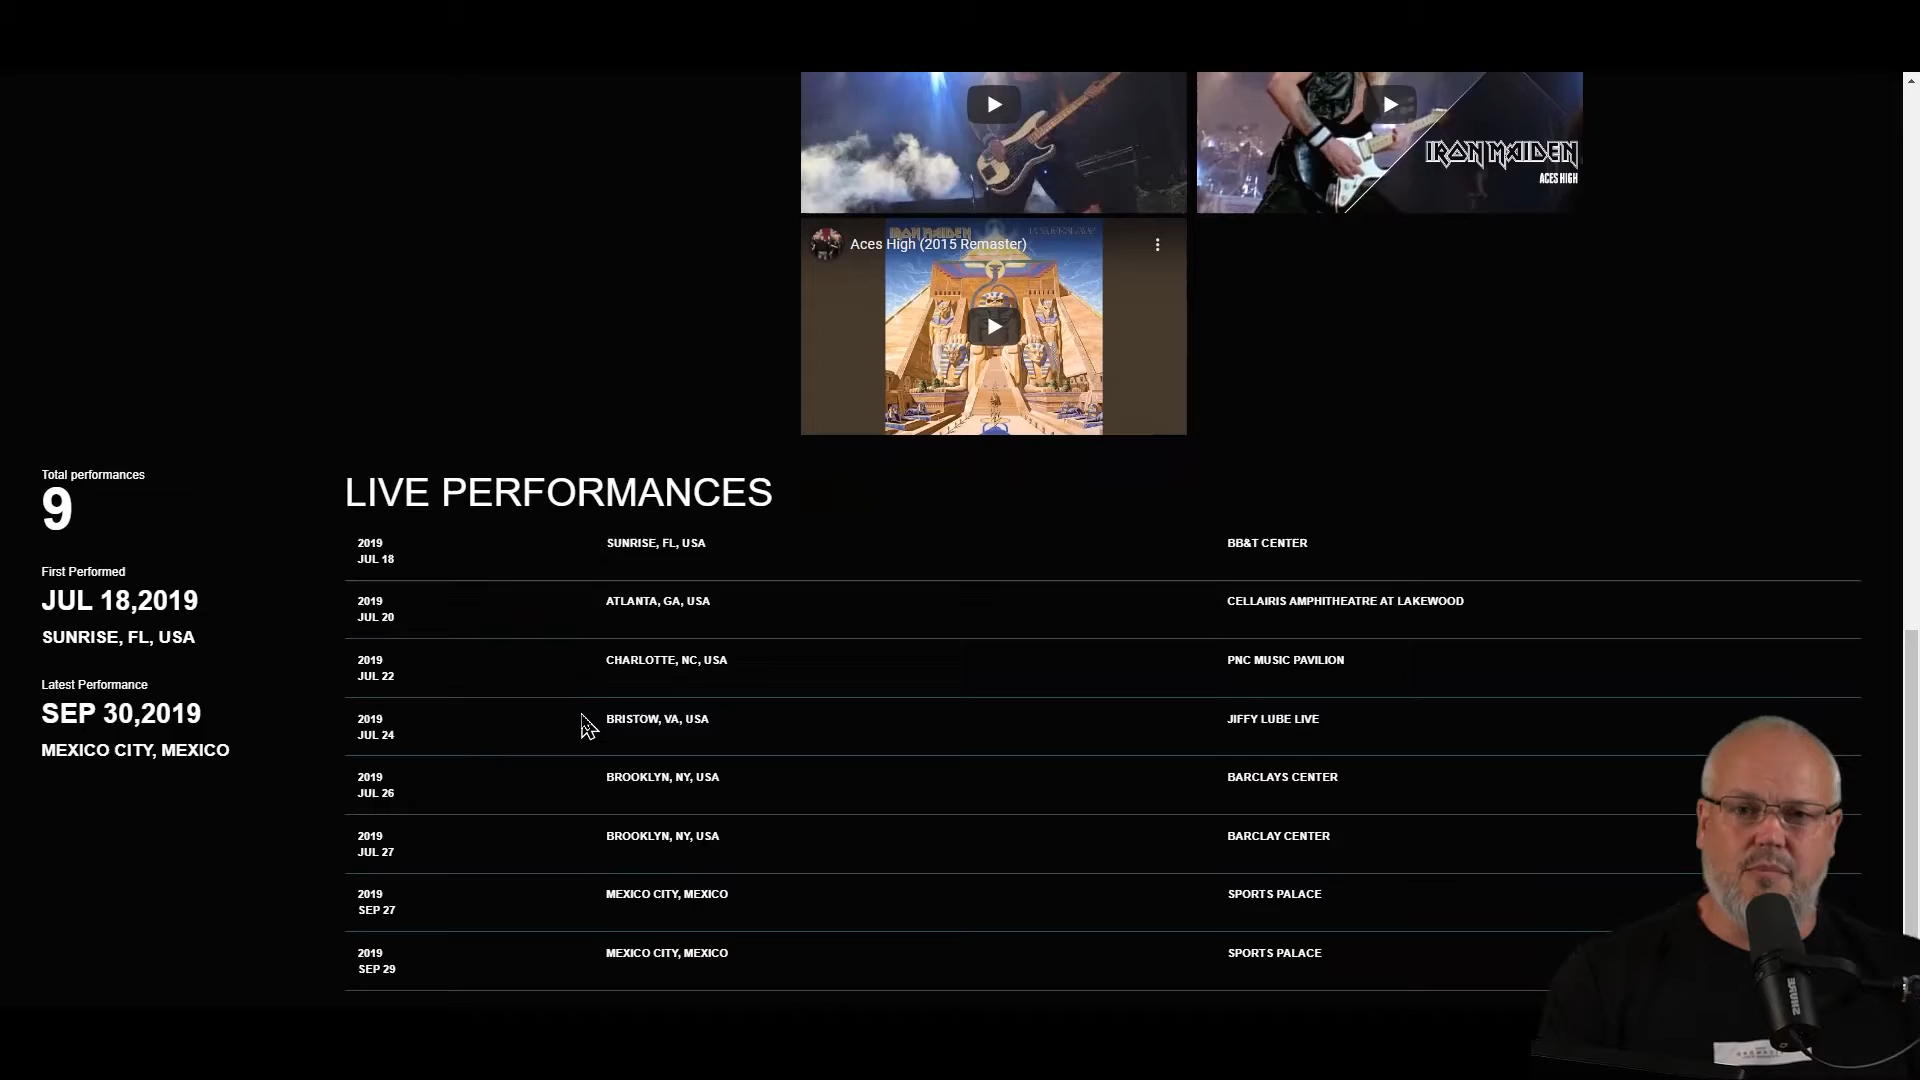 IRON MAIDEN
ACES HIGH
IRON MAIDEN
Aces High (2015 Remaster)
Total performances
9
First Performed
JUL 18,2019
SUNRISE, FL, USA
Latest Performance
SEP 30,2019
MEXICO CITY, MEXICO
LIVE PERFORMANCES
2019
JUL 18
SUNRISE, FL, USA
BB&T CENTER
2019
JUL 20
ATLANTA, GA, USA
CELLAIRIS AMPHITHEATRE AT LAKEWOOD
2019
JUL 22
CHARLOTTE, NC, USA
PNC MUSIC PAVILION
2019
JUL 24
BRISTOW, VA, USA
JIFFY LUBE LIVE
2019
JUL 26
BROOKLYN, NY, USA
BARCLAYS CENTER
2019
JUL 27
BROOKLYN, NY, USA
BARCLAY CENTER
2019
SEP 27
MEXICO CITY, MEXICO
SPORTS PALACE
2019
SEP 29
MEXICO CITY, MEXICO
SPORTS PALACE
SHURE